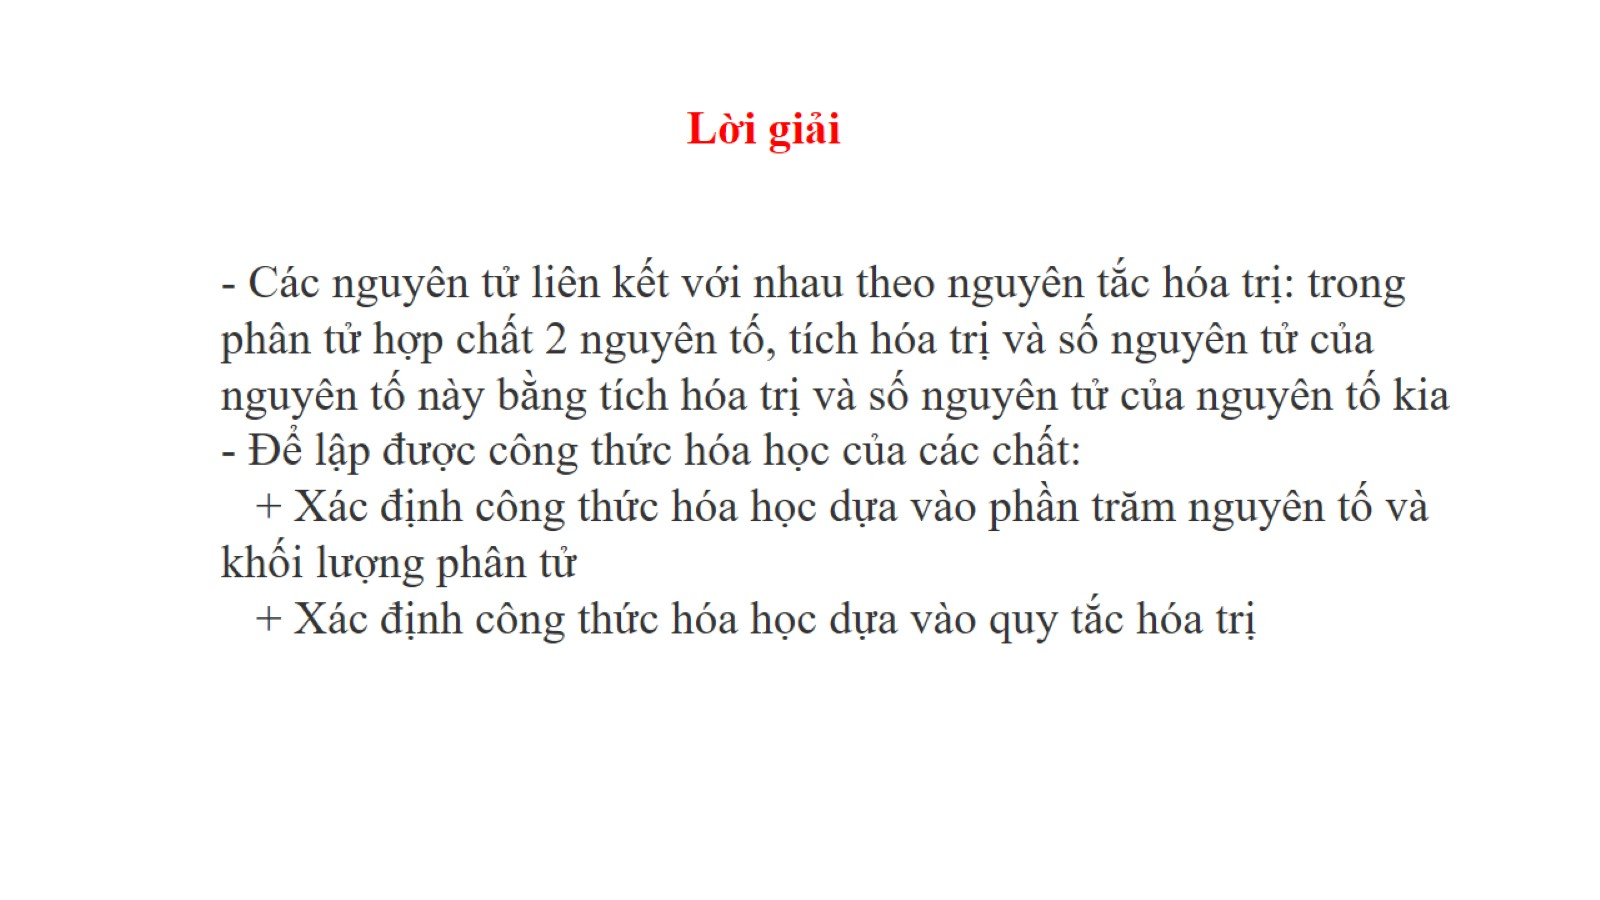 Lời giải
- Các nguyên tử liên kết với nhau theo nguyên tắc hóa trị: trong
phân tử hợp chất 2 nguyên tố, tích hóa trị và số nguyên tử của
nguyên tố này bằng tích hóa trị và số nguyên tử của nguyên tố kia
- Để lập được công thức hóa học của các chất:
+ Xác định công thức hóa học dựa vào phần trăm nguyên tố và
khối lượng phân tử
+ Xác định công thức hóa học dựa vào quy tắc hóa trị